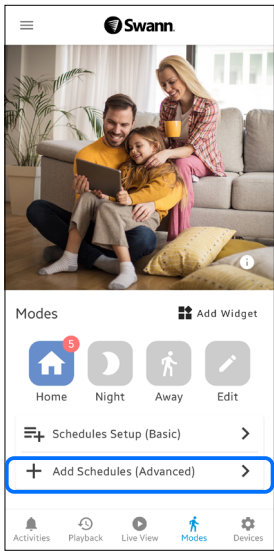 Swann
Modes
Add Widget
5
Home Night Away Edit
Schedules Setup (Basic)
Add Schedules (Advanced)
Activities Playback Live View Modes Devices